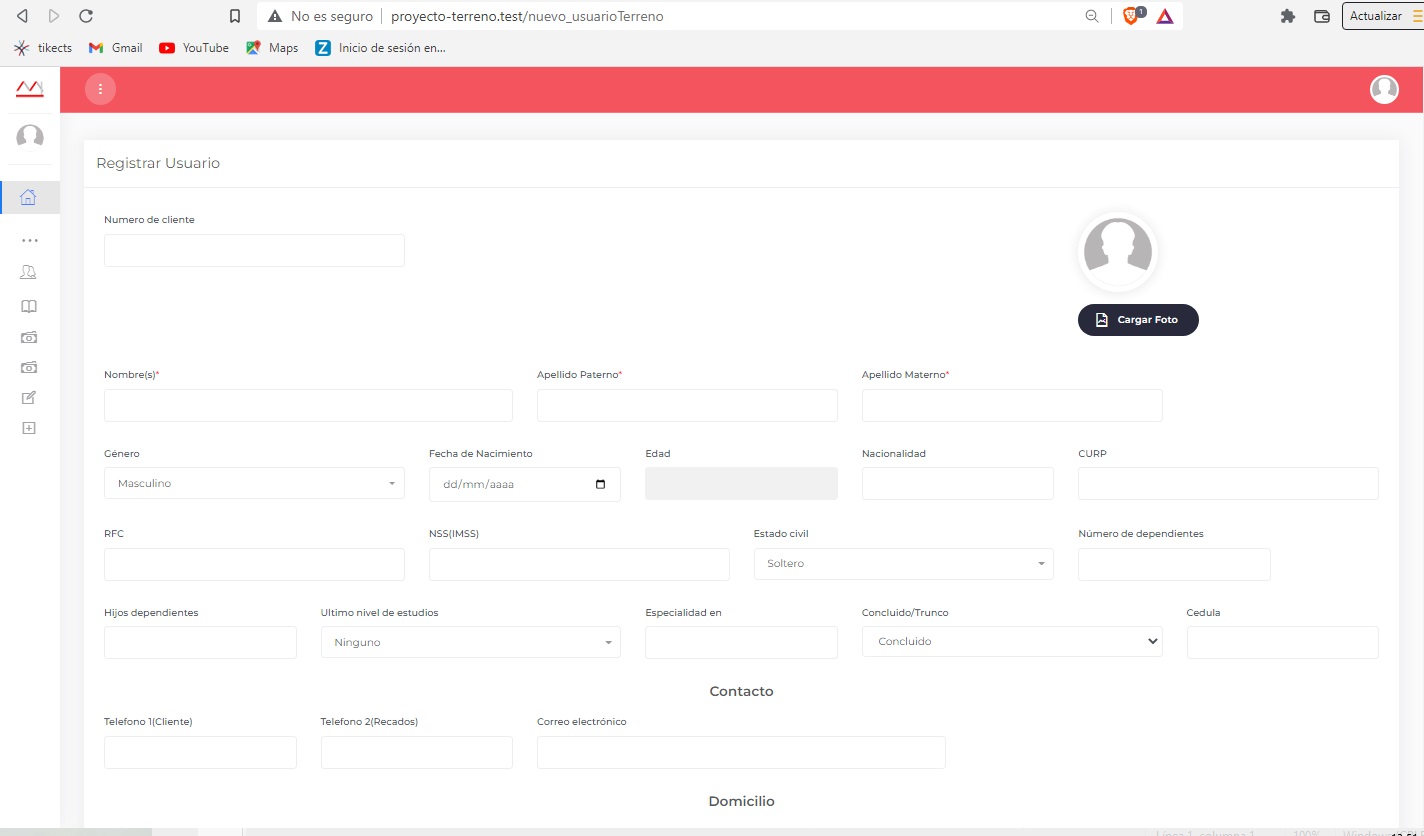 No es seguro proyecto-terreno.test/nuevo_usuarioTerreno 1 Actualizar
tikects Gmail YouTube Maps Z Inicio de sesión en...
Registrar Usuario
Numero de cliente
Cargar Foto
Nombre(s)* Apellido Paterno* Apellido Materno*
Género Fecha de Nacimiento Edad Nacionalidad CURP
Masculino dd/mm/aaaa
RFC NSS(IMSS) Estado civil Número de dependientes
Soltero
Hijos dependientes Ultimo nivel de estudios Especialidad en Concluido/Trunco Cedula
Ninguno Concluido
Contacto
Telefono 1(Cliente) Telefono 2(Recados) Correo electrónico
Domicilio